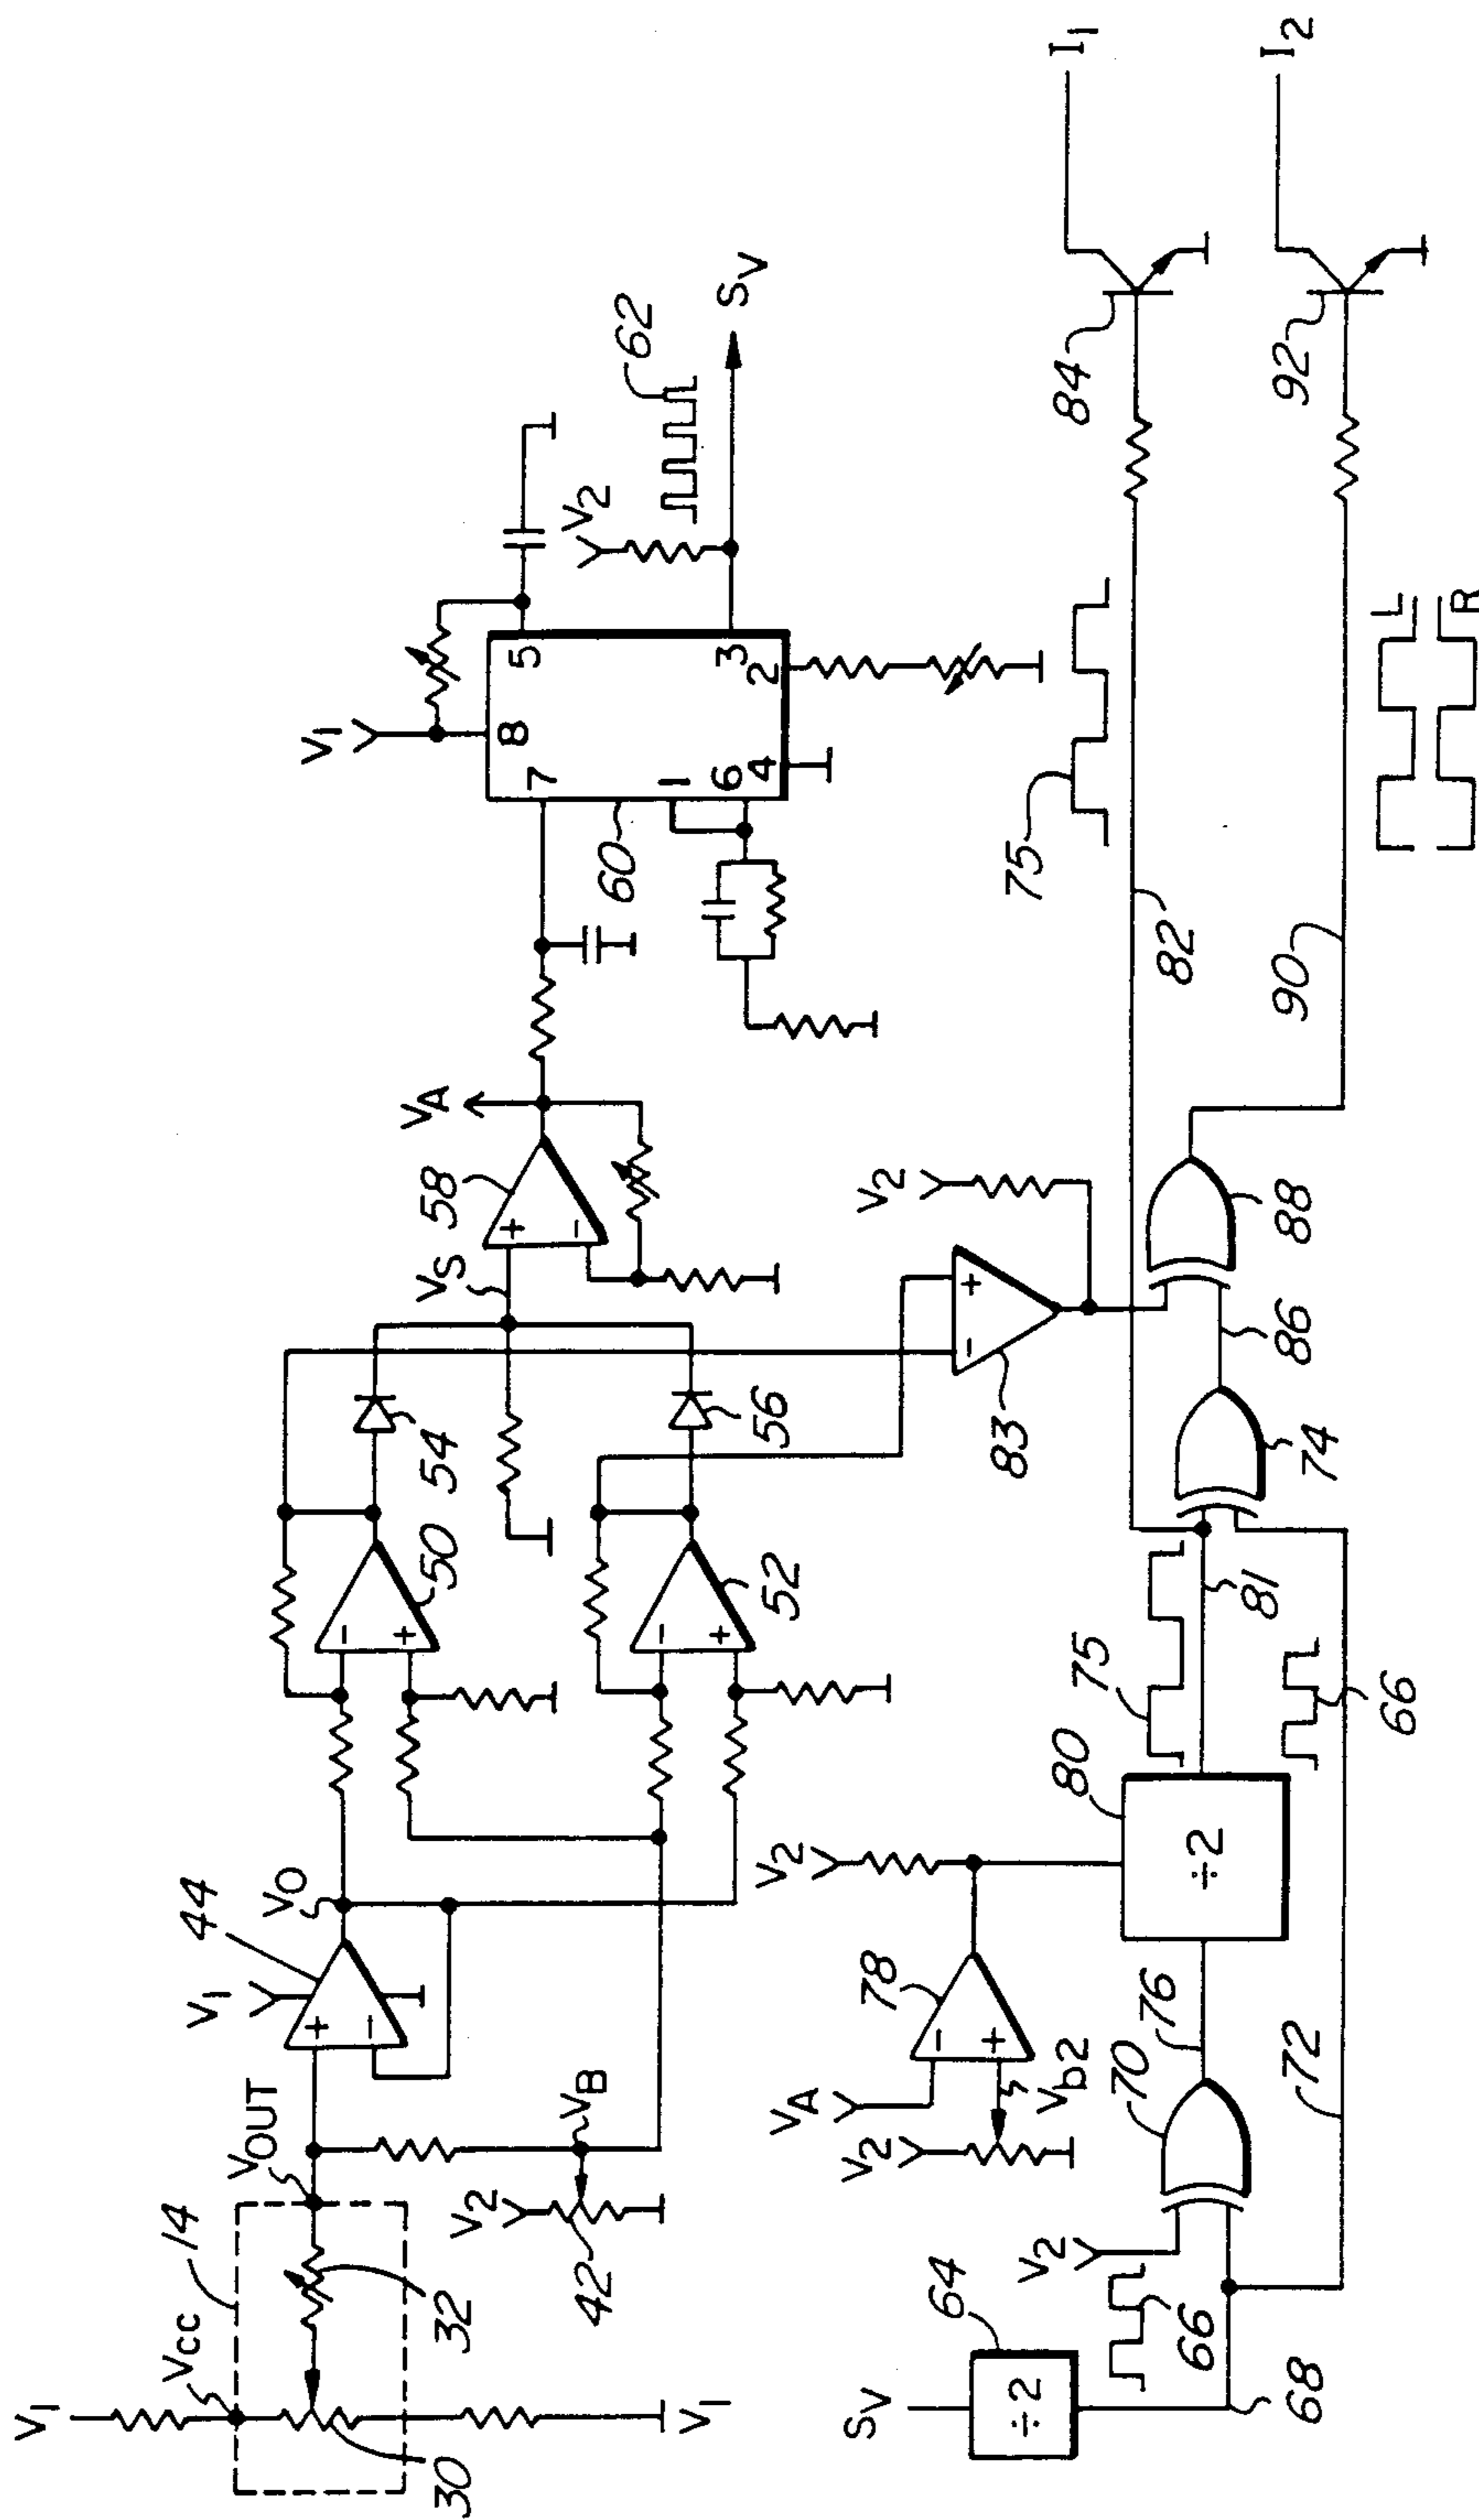 V1
VCC
14
VOUT
V1
44
VO
30
32
V2
42
VB
V1
+
−
−
+
50
54
−
+
52
56
VS
58
+
−
VA
60
7
8
5
1
6
4
2
3
V1
V2
62
SV
−
+
83
V2
SV
64
÷2
68
66
V2
70
72
76
VA
V2
Vb2
−
+
78
V2
80
÷2
75
66
81
74
86
88
82
90
75
84
92
I1
I2
L
R